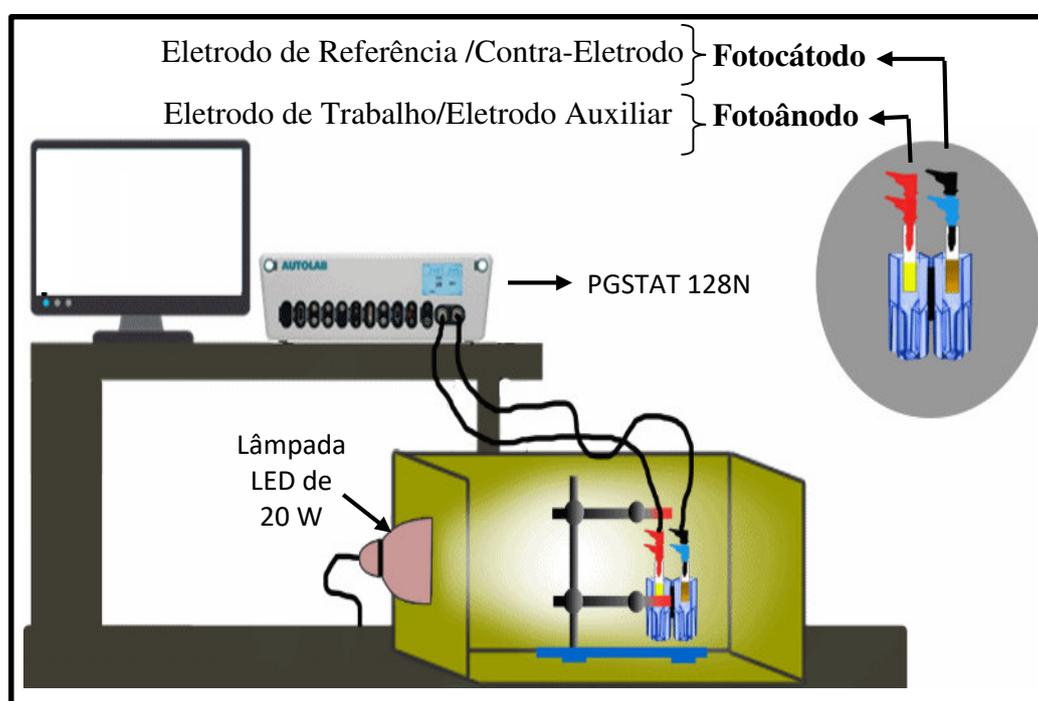 Eletrodo de Referência /Contra-Eletrodo Fotocátodo
Eletrodo de Trabalho/Eletrodo Auxiliar Fotoânodo
AUTOLAB
PGSTAT 128N
Lâmpada
LED de
20 W